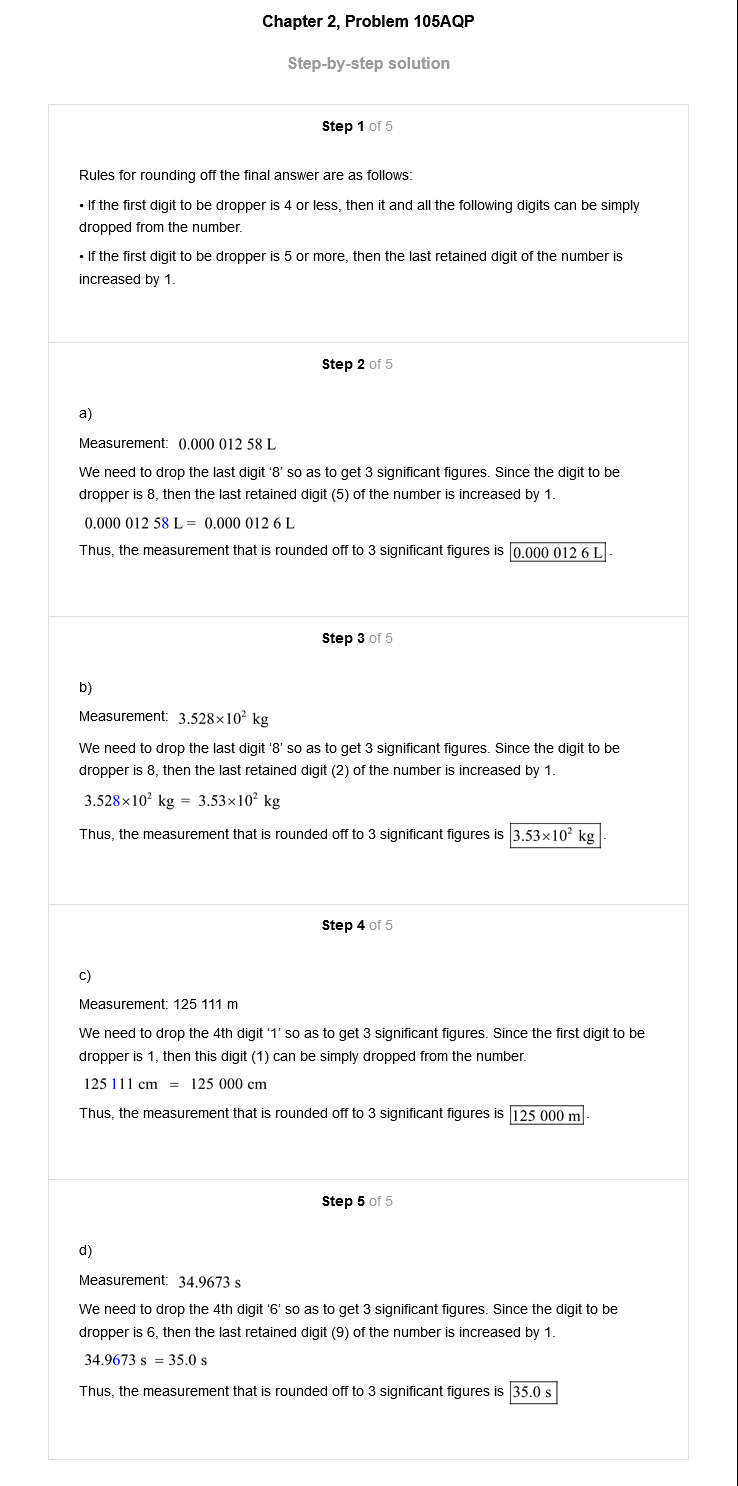 Chapter 2, Problem 105AQP
Step-by-step solution
Step 1 of 5
Rules for rounding off the final answer are as follows:
• If the first digit to be dropper is 4 or less, then it and all the following digits can be simply
dropped from the number.
• If the first digit to be dropper is 5 or more, then the last retained digit of the number is
increased by 1.
Step 2 of 5
a)
Measurement: 0.000 012 58 L
We need to drop the last digit ‘8’ so as to get 3 significant figures. Since the digit to be
dropper is 8, then the last retained digit (5) of the number is increased by 1.
0.000 012 58 L = 0.000 012 6 L
Thus, the measurement that is rounded off to 3 significant figures is 0.000 012 6 L.
Step 3 of 5
b)
Measurement: 3.528×10² kg
We need to drop the last digit ‘8’ so as to get 3 significant figures. Since the digit to be
dropper is 8, then the last retained digit (2) of the number is increased by 1.
3.528×10² kg = 3.53×10² kg
Thus, the measurement that is rounded off to 3 significant figures is 3.53×10² kg.
Step 4 of 5
c)
Measurement: 125 111 m
We need to drop the 4th digit ‘1’ so as to get 3 significant figures. Since the first digit to be
dropper is 1, then this digit (1) can be simply dropped from the number.
125 111 cm = 125 000 cm
Thus, the measurement that is rounded off to 3 significant figures is 125 000 m.
Step 5 of 5
d)
Measurement: 34.9673 s
We need to drop the 4th digit ‘6’ so as to get 3 significant figures. Since the digit to be
dropper is 6, then the last retained digit (9) of the number is increased by 1.
34.9673 s = 35.0 s
Thus, the measurement that is rounded off to 3 significant figures is 35.0 s